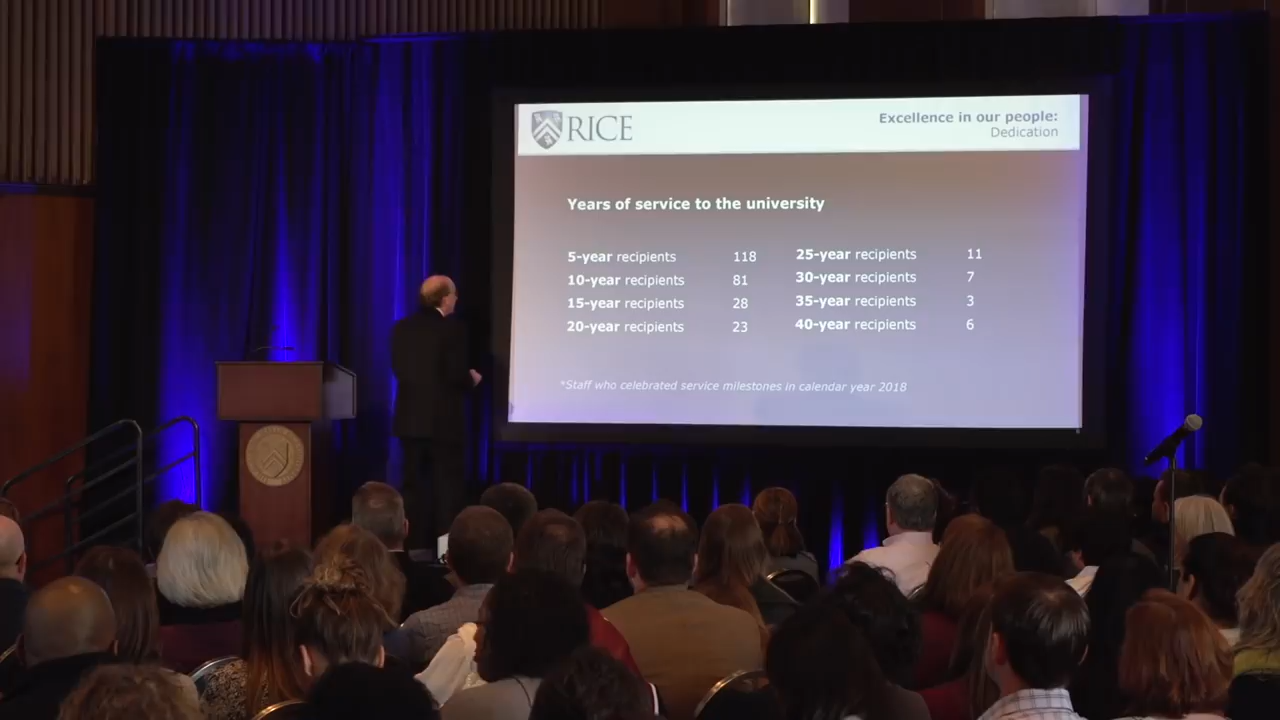 RICE
Excellence in our people:
Dedication
Years of service to the university
5-year recipients 118
10-year recipients 81
15-year recipients 28
20-year recipients 23
25-year recipients 11
30-year recipients 7
35-year recipients 3
40-year recipients 6
*Staff who celebrated service milestones in calendar year 2018